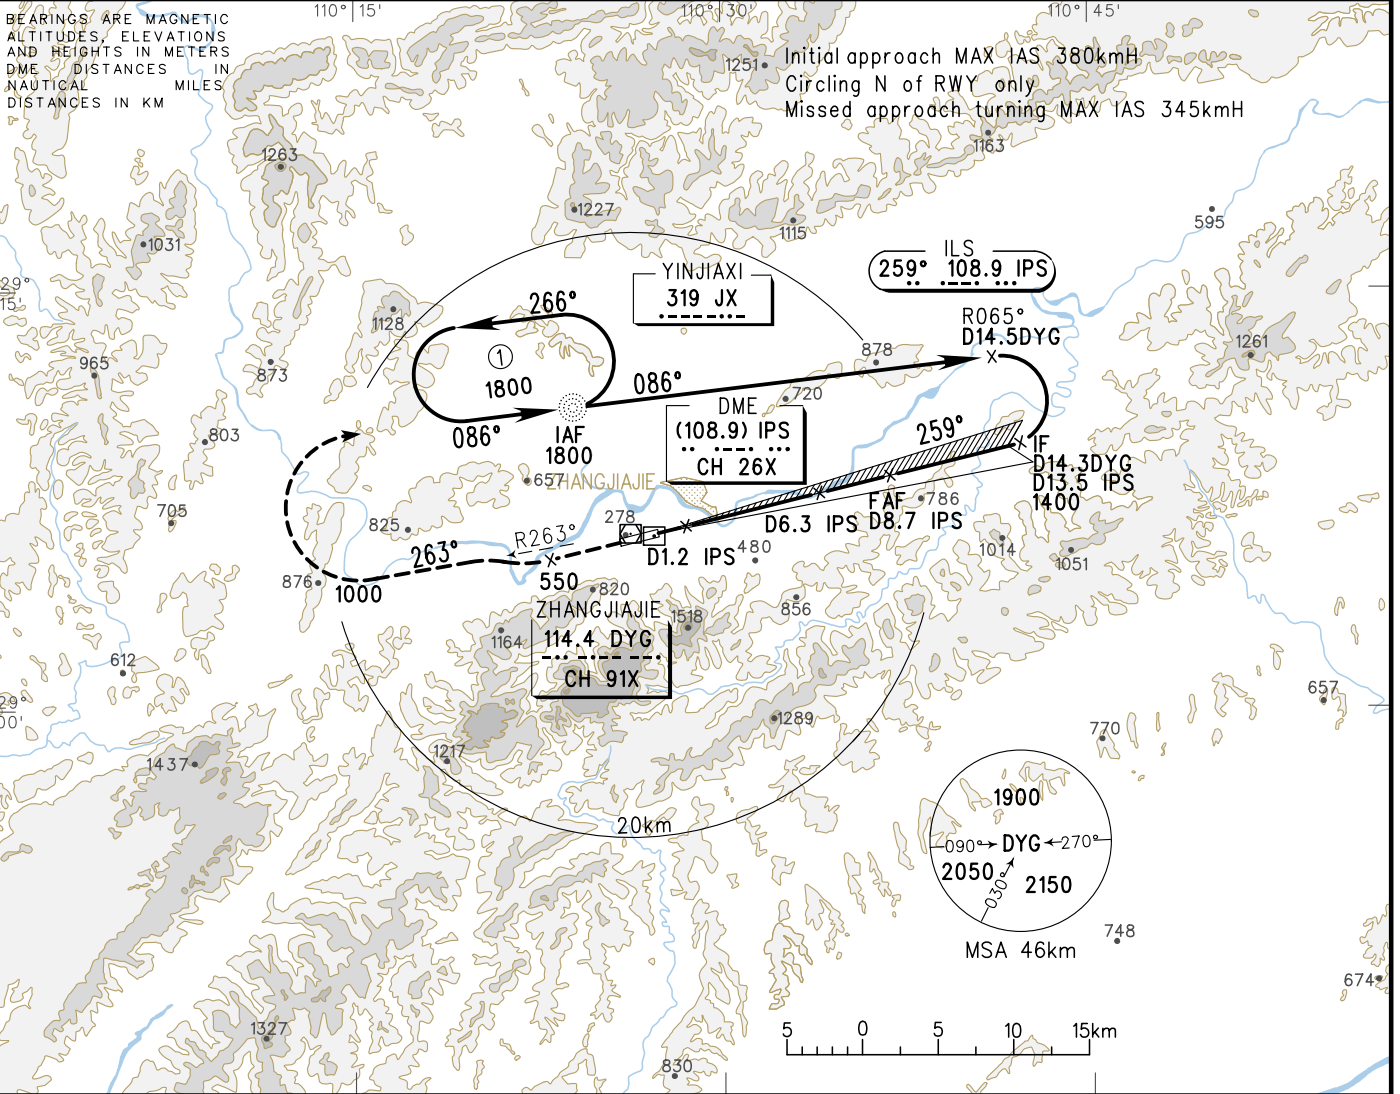 BEARINGS ARE MAGNETIC
ALTITUDES, ELEVATIONS
AND HEIGHTS IN METERS
DME DISTANCES IN
NAUTICAL MILES
DISTANCES IN KM
110°15'
110°30'
110°45'
Initial approach MAX IAS 380kmH
Circling N of RWY only
Missed approach turning MAX IAS 345kmH
1251
1163
1263
1227
1115
595
1031
29°
15'
ILS
259° 108.9 IPS
YINJIAXI
319 JX
R065°
D14.5DYG
266°
1128
1
1800
878
1261
965
873
086°
720
DME
(108.9) IPS
CH 26X
086°
IAF
1800
259°
803
IF
D14.3DYG
D13.5 IPS
1400
657
ZHANGJIAJIE
786
FAF
D8.7 IPS
D6.3 IPS
705
825
278
R263°
263°
D1.2 IPS
480
1014
1051
550
876
1000
820
856
ZHANGJIAJIE
114.4 DYG
CH 91X
1518
1164
612
657
29°
00'
1289
770
1437
1217
1900
20km
090°
DYG
270°
2050
030°
2150
MSA 46km
748
674
1327
5 0 5 10 15km
830